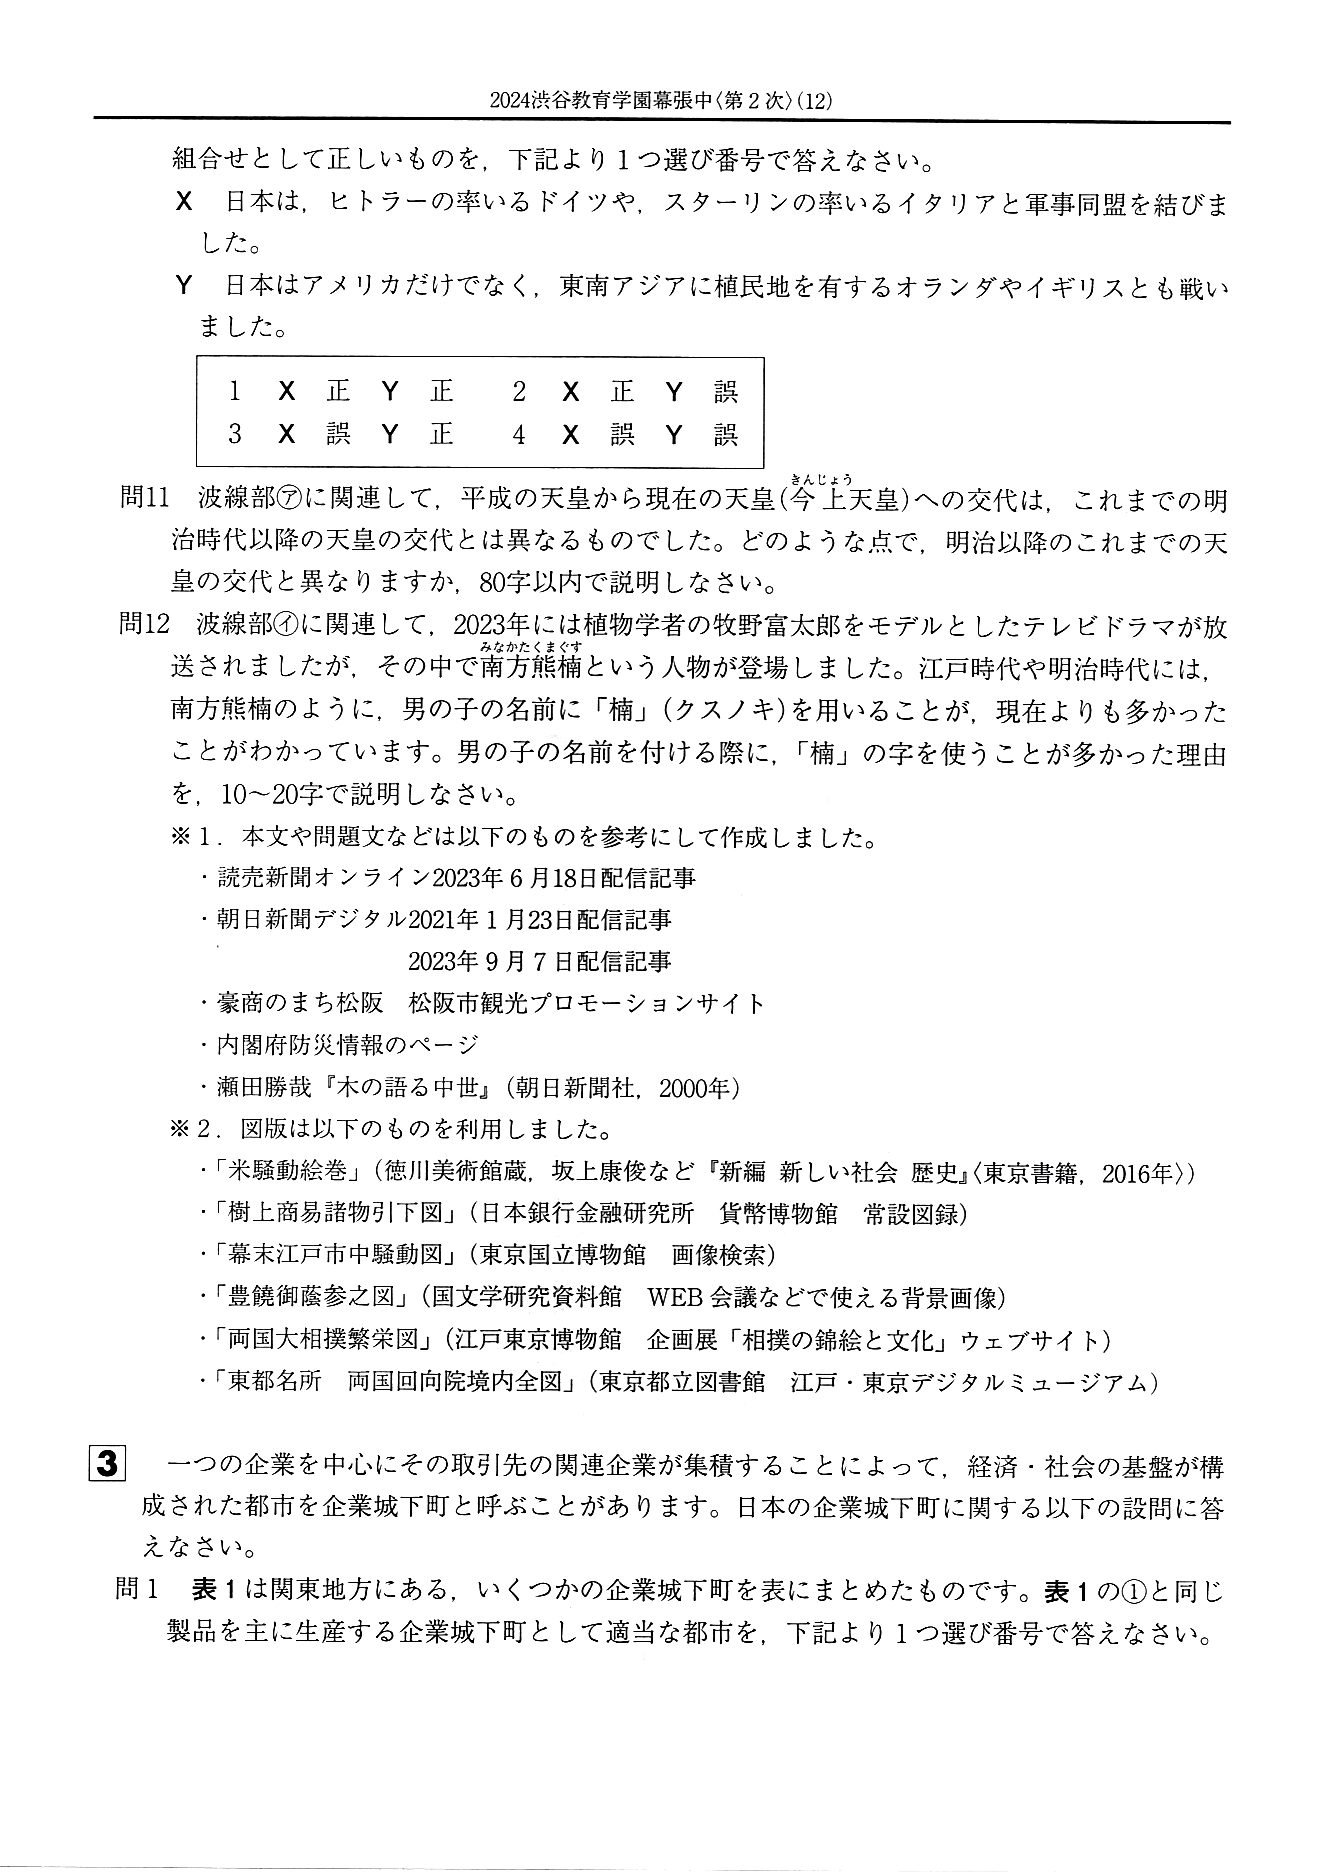 2024渋谷教育学園幕張中〈第2次〉(12)
組合せとして正しいものを，下記より1つ選び番号で答えなさい。
X　日本は，ヒトラーの率いるドイツや，スターリンの率いるイタリアと軍事同盟を結びま
した。
Y　日本はアメリカだけでなく，東南アジアに植民地を有するオランダやイギリスとも戦い
ました。
1　X　正　Y　正　　2　X　正　Y　誤
3　X　誤　Y　正　　4　X　誤　Y　誤
きんじょう
問11　波線部㋐に関連して，平成の天皇から現在の天皇(今上天皇)への交代は，これまでの明
治時代以降の天皇の交代とは異なるものでした。どのような点で，明治以降のこれまでの天
皇の交代と異なりますか，80字以内で説明しなさい。
問12　波線部㋑に関連して，2023年には植物学者の牧野富太郎をモデルとしたテレビドラマが放
みなかたくまぐす
送されましたが，その中で南方熊楠という人物が登場しました。江戸時代や明治時代には，
南方熊楠のように，男の子の名前に「楠」(クスノキ)を用いることが，現在よりも多かった
ことがわかっています。男の子の名前を付ける際に，「楠」の字を使うことが多かった理由
を，10〜20字で説明しなさい。
※1．本文や問題文などは以下のものを参考にして作成しました。
・読売新聞オンライン2023年6月18日配信記事
・朝日新聞デジタル2021年1月23日配信記事
2023年9月7日配信記事
・豪商のまち松阪　松阪市観光プロモーションサイト
・内閣府防災情報のページ
・瀬田勝哉『木の語る中世』(朝日新聞社，2000年)
※2．図版は以下のものを利用しました。
・「米騒動絵巻」(徳川美術館蔵，坂上康俊など『新編 新しい社会 歴史』〈東京書籍，2016年〉)
・「樹上商易諸物引下図」(日本銀行金融研究所　貨幣博物館　常設図録)
・「幕末江戸市中騒動図」(東京国立博物館　画像検索)
・「豊饒御蔭参之図」(国文学研究資料館　WEB会議などで使える背景画像)
・「両国大相撲繁栄図」(江戸東京博物館　企画展「相撲の錦絵と文化」ウェブサイト)
・「東都名所　両国回向院境内全図」(東京都立図書館　江戸・東京デジタルミュージアム)
3　一つの企業を中心にその取引先の関連企業が集積することによって，経済・社会の基盤が構
成された都市を企業城下町と呼ぶことがあります。日本の企業城下町に関する以下の設問に答
えなさい。
問1　表1は関東地方にある，いくつかの企業城下町を表にまとめたものです。表1の①と同じ
製品を主に生産する企業城下町として適当な都市を，下記より1つ選び番号で答えなさい。